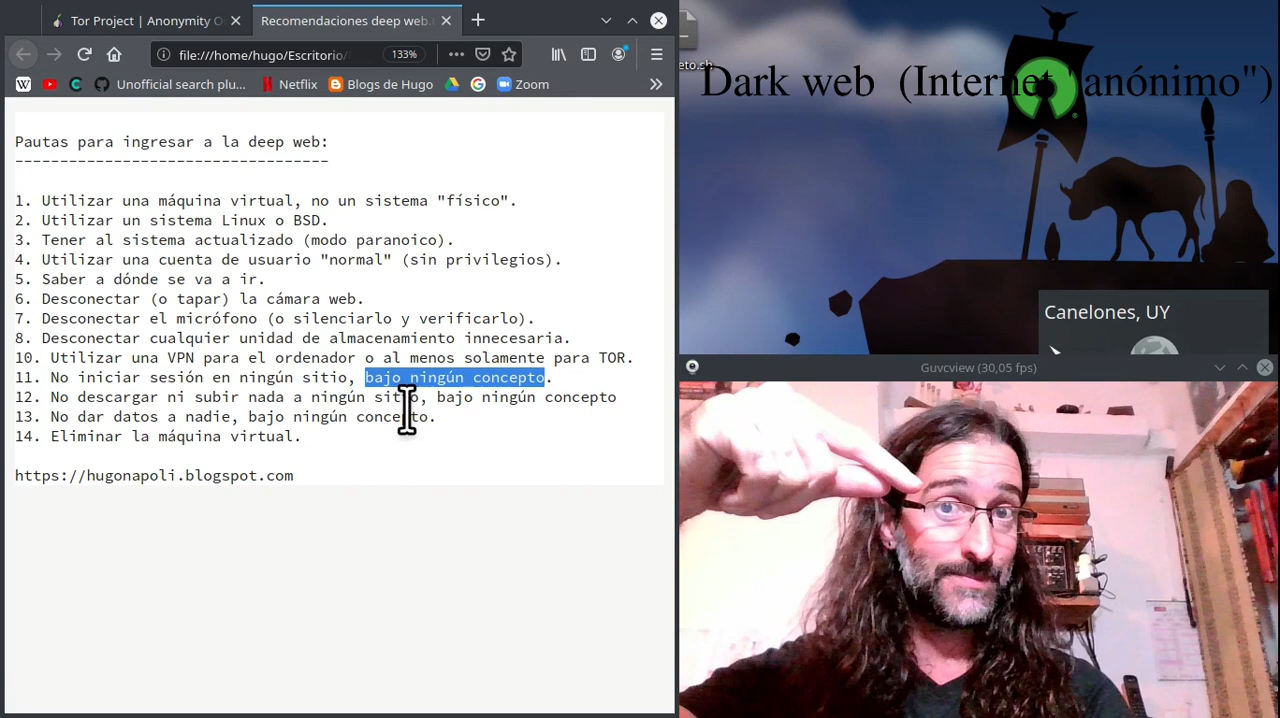 Tor Project | Anonymity O
Recomendaciones deep web.
file:///home/hugo/Escritorio/
133%
Unofficial search plu...
Netflix
Blogs de Hugo
Zoom
Pautas para ingresar a la deep web:
-----------------------------------
1. Utilizar una máquina virtual, no un sistema "físico".
2. Utilizar un sistema Linux o BSD.
3. Tener al sistema actualizado (modo paranoico).
4. Utilizar una cuenta de usuario "normal" (sin privilegios).
5. Saber a dónde se va a ir.
6. Desconectar (o tapar) la cámara web.
7. Desconectar el micrófono (o silenciarlo y verificarlo).
8. Desconectar cualquier unidad de almacenamiento innecesaria.
10. Utilizar una VPN para el ordenador o al menos solamente para TOR.
11. No iniciar sesión en ningún sitio, bajo ningún concepto.
12. No descargar ni subir nada a ningún sitio, bajo ningún concepto
13. No dar datos a nadie, bajo ningún concepto.
14. Eliminar la máquina virtual.
https://hugonapoli.blogspot.com
eto.sh
Dark web (Internet "anónimo")
Canelones, UY
Guvcview (30,05 fps)